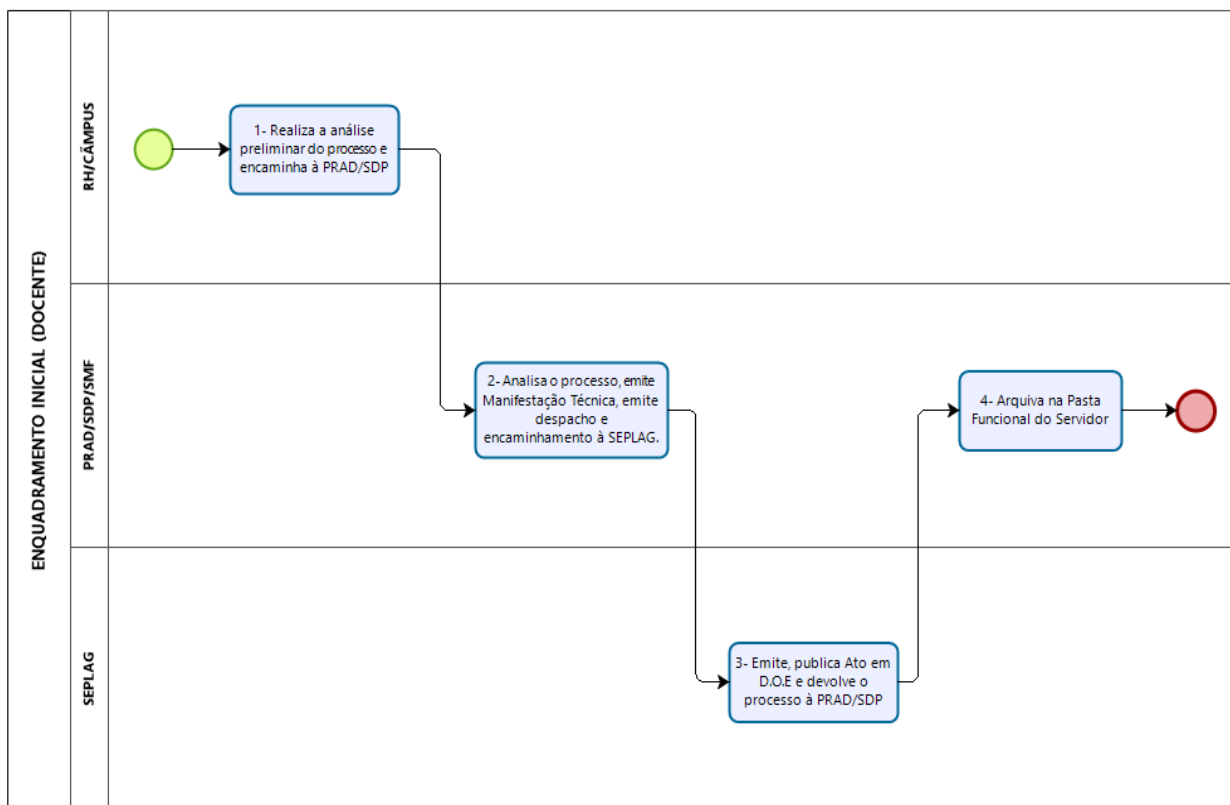 ENQUADRAMENTO INICIAL (DOCENTE)
RH/CÂMPUS
1- Realiza a análise
preliminar do processo e
encaminha à PRAD/SDP
PRAD/SDP/SMF
2- Analisa o processo, emite
Manifestação Técnica, emite
despacho e
encaminhamento à SEPLAG.
4- Arquiva na Pasta
Funcional do Servidor
SEPLAG
3- Emite, publica Ato em
D.O.E e devolve o
processo à PRAD/SDP